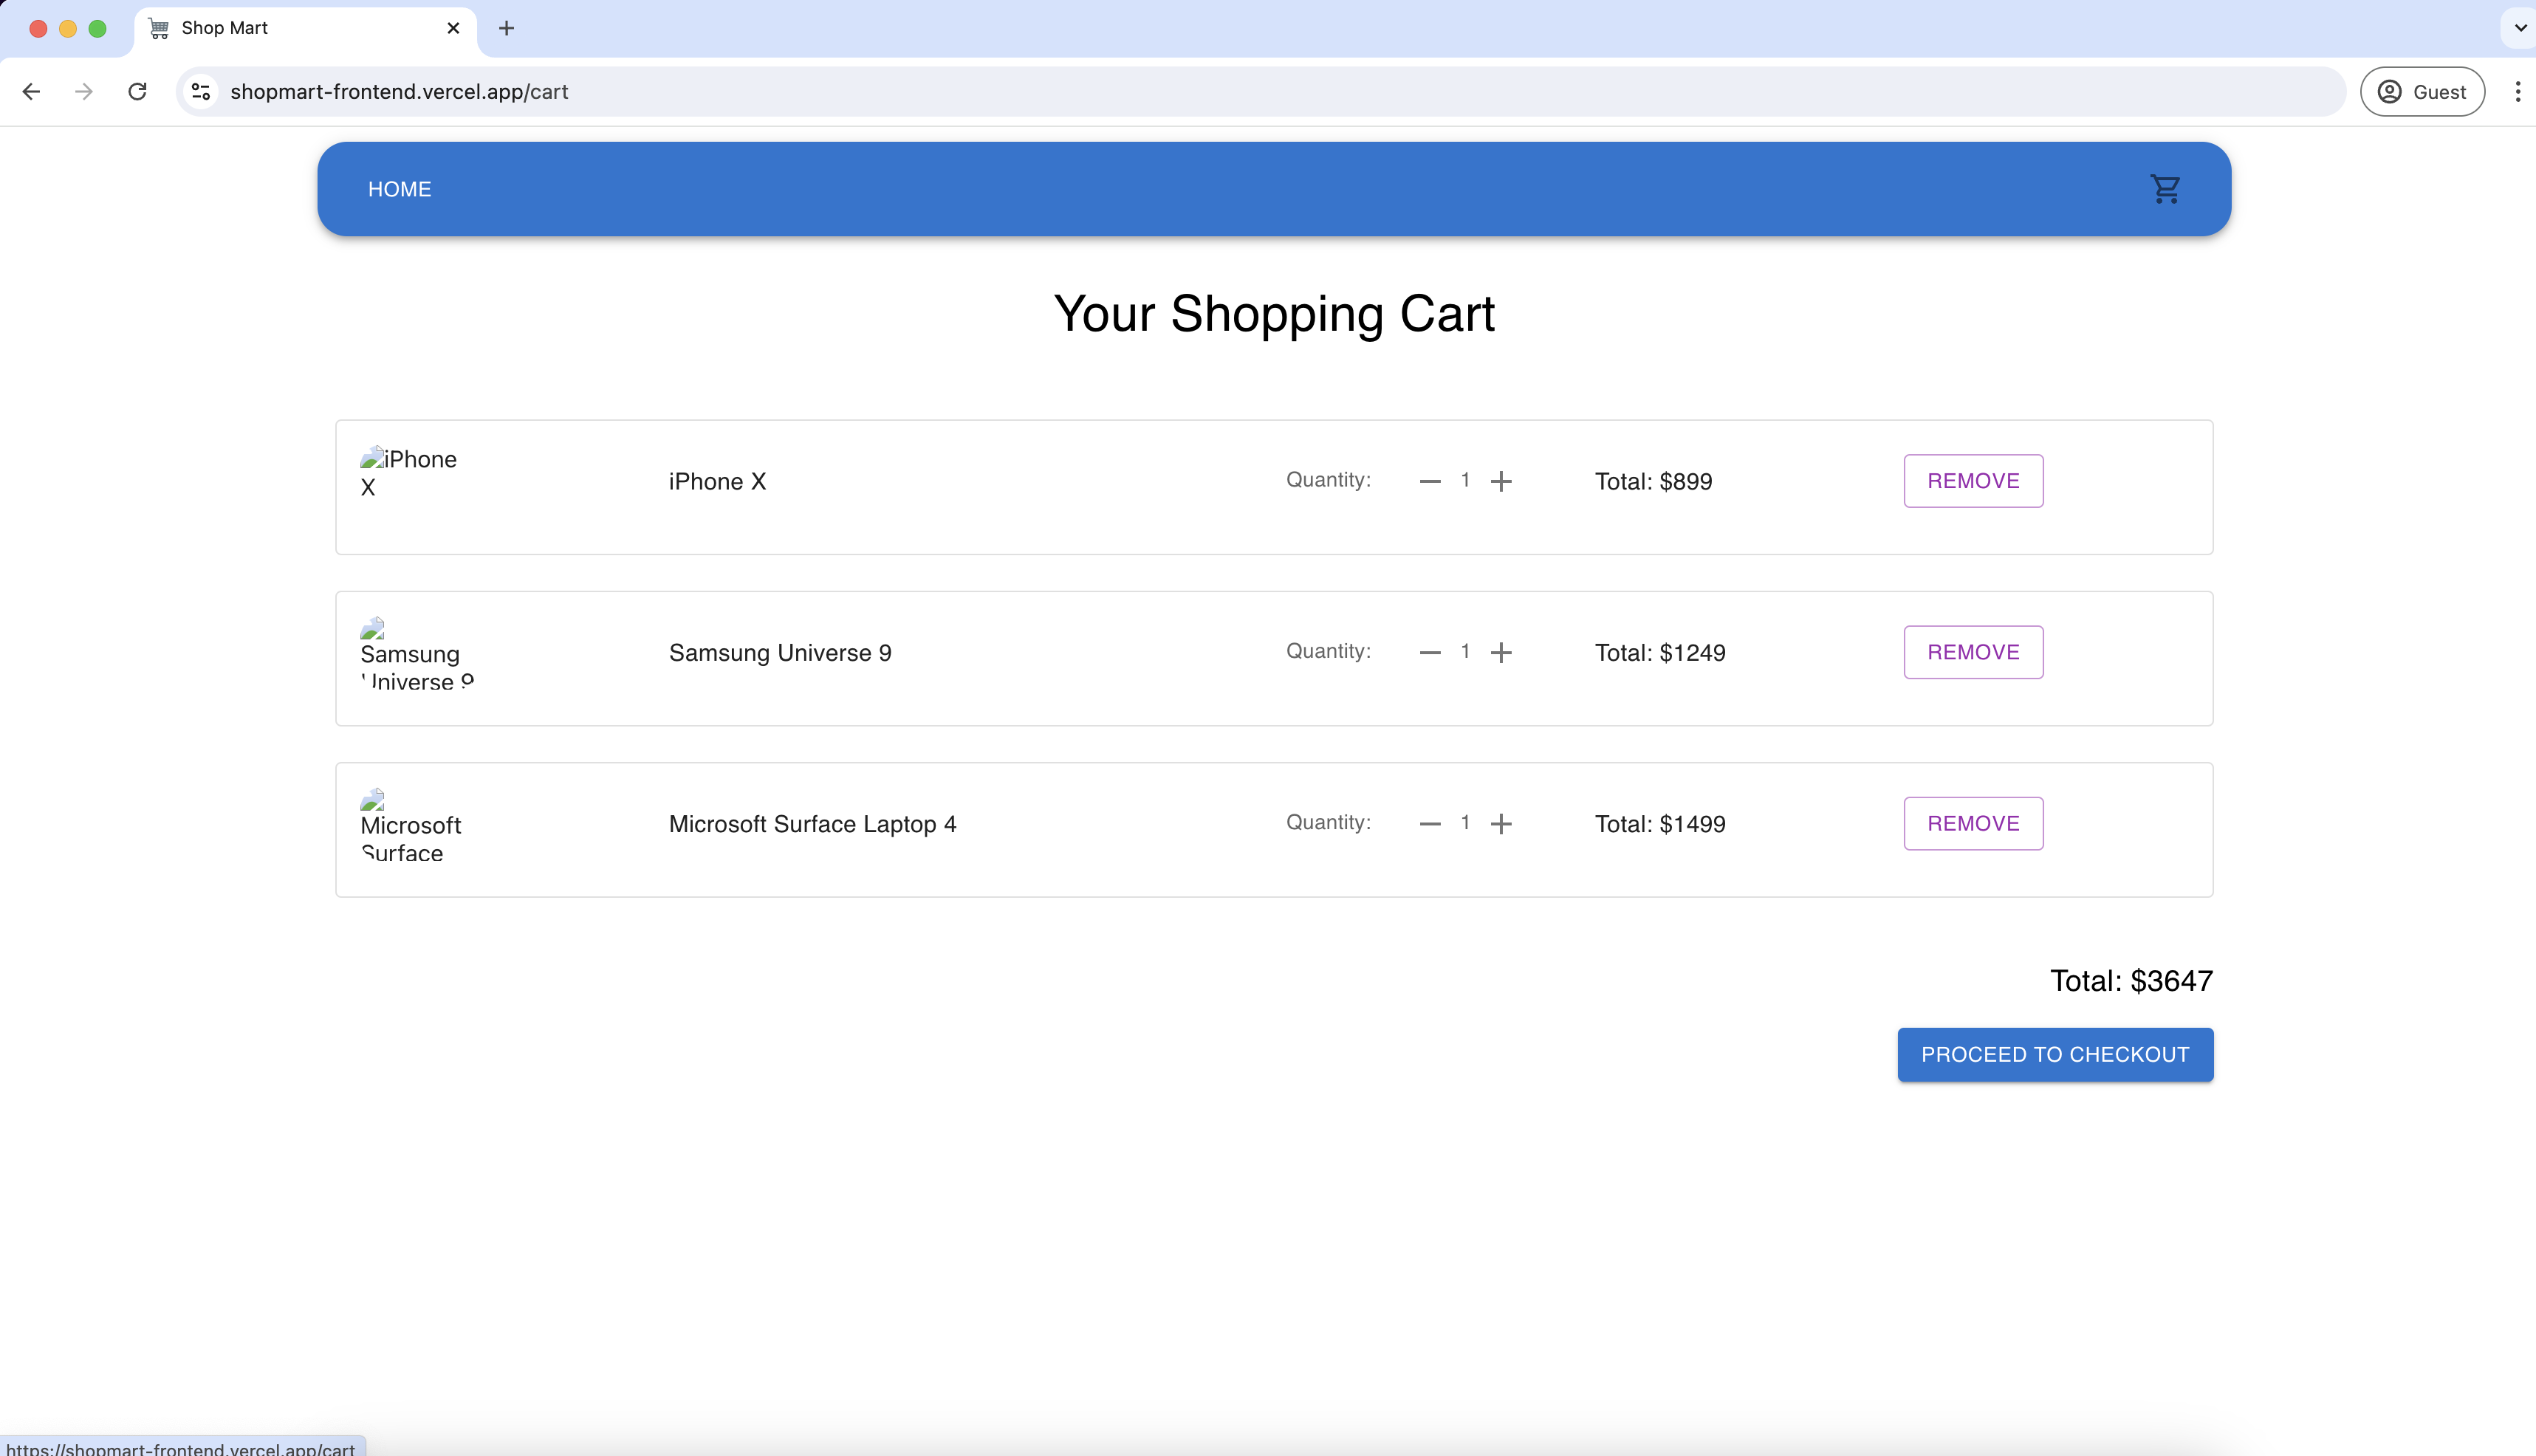 Shop Mart
shopmart-frontend.vercel.app/cart
Guest
HOME
Your Shopping Cart
iPhone
X
iPhone X
Quantity:
1
Total: $899
REMOVE
Samsung
Universe 9
Samsung Universe 9
Quantity:
1
Total: $1249
REMOVE
Microsoft
Surface
Microsoft Surface Laptop 4
Quantity:
1
Total: $1499
REMOVE
Total: $3647
PROCEED TO CHECKOUT
https://shopmart-frontend.vercel.app/cart